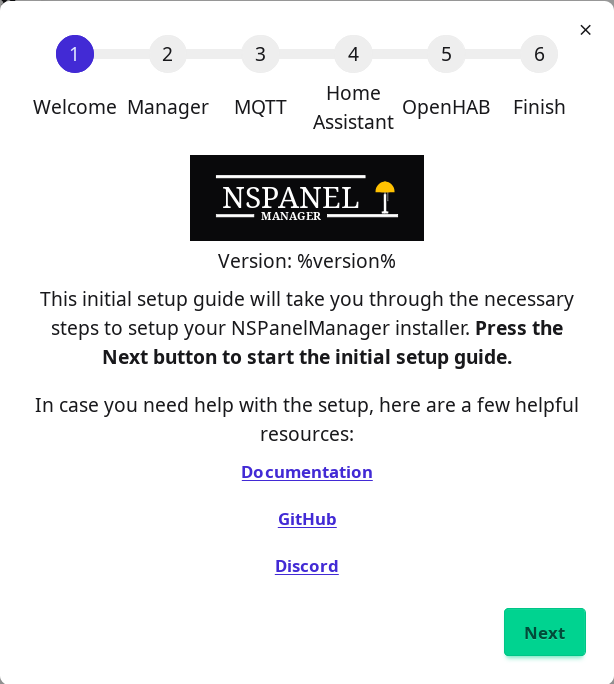 ×
1 2 3 4 5 6
Welcome Manager MQTT Home Assistant OpenHAB Finish
NSPANEL
MANAGER
Version: %version%
This initial setup guide will take you through the necessary
steps to setup your NSPanelManager installer. Press the
Next button to start the initial setup guide.
In case you need help with the setup, here are a few helpful
resources:
Documentation
GitHub
Discord
Next